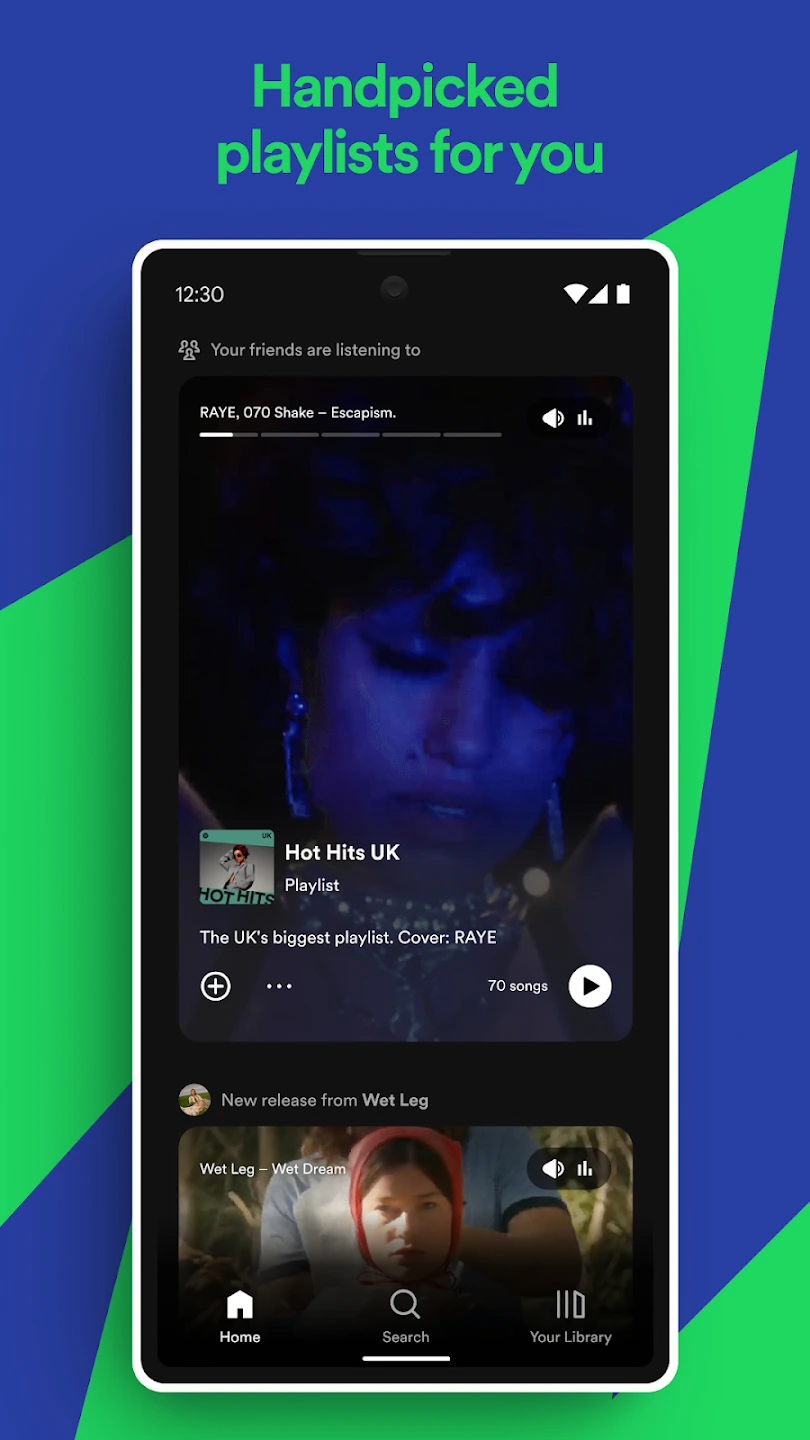 Handpicked
playlists for you
12:30
Your friends are listening to
RAYE, 070 Shake – Escapism.
UK
HOT HITS
Hot Hits UK
Playlist
The UK's biggest playlist. Cover: RAYE
70 songs
New release from Wet Leg
Wet Leg – Wet Dream
Home
Search
Your Library